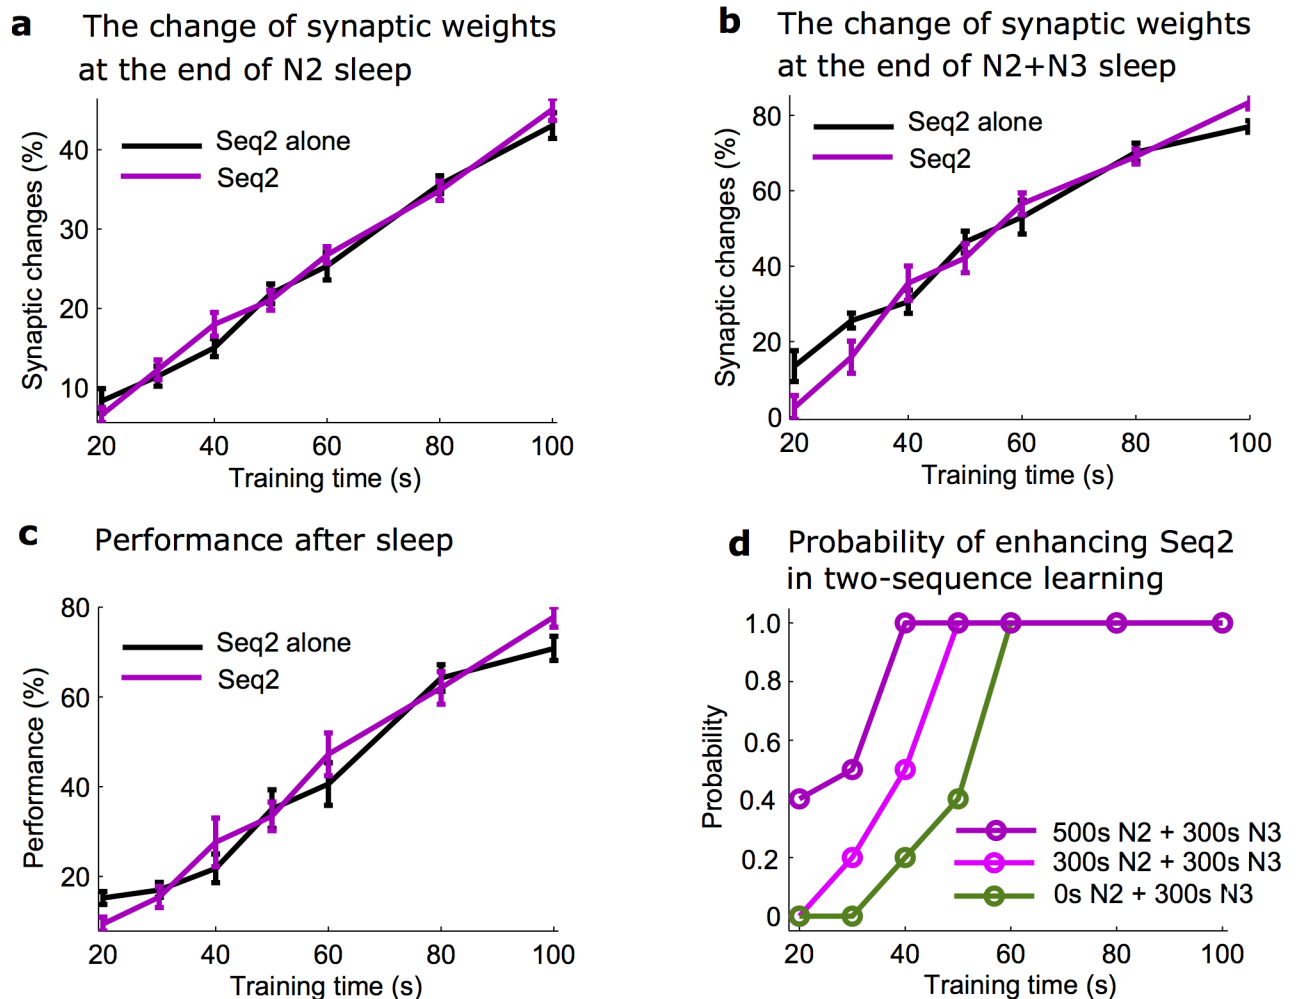 a The change of synaptic weights
at the end of N2 sleep
Synaptic changes (%)
40
30
20
10
Seq2 alone
Seq2
20 40 60 80 100
Training time (s)
b The change of synaptic weights
at the end of N2+N3 sleep
Synaptic changes (%)
80
60
40
20
0
Seq2 alone
Seq2
20 40 60 80 100
Training time (s)
c Performance after sleep
Performance (%)
80
60
40
20
Seq2 alone
Seq2
20 40 60 80 100
Training time (s)
d Probability of enhancing Seq2
in two-sequence learning
Probability
1.0
0.8
0.6
0.4
0.2
0
500s N2 + 300s N3
300s N2 + 300s N3
0s N2 + 300s N3
20 40 60 80 100
Training time (s)